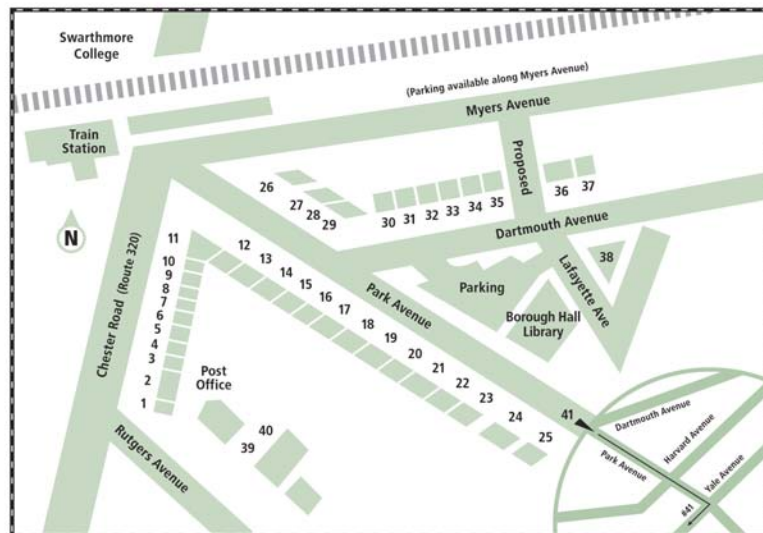 Swarthmore
College
(Parking available along Myers Avenue)
Myers Avenue
Train
Station
Proposed
26
27
28
29
30
31
32
33
34
35
36
37
N
Chester Road (Route 320)
Dartmouth Avenue
11
10
9
8
7
6
5
4
3
2
1
12
13
14
15
16
17
18
19
20
21
22
23
24
25
Park Avenue
Parking
38
Lafayette Ave
Borough Hall
Library
Post
Office
40
39
Rutgers Avenue
41
Dartmouth Avenue
Harvard Avenue
Park Avenue
Yale Avenue
#41